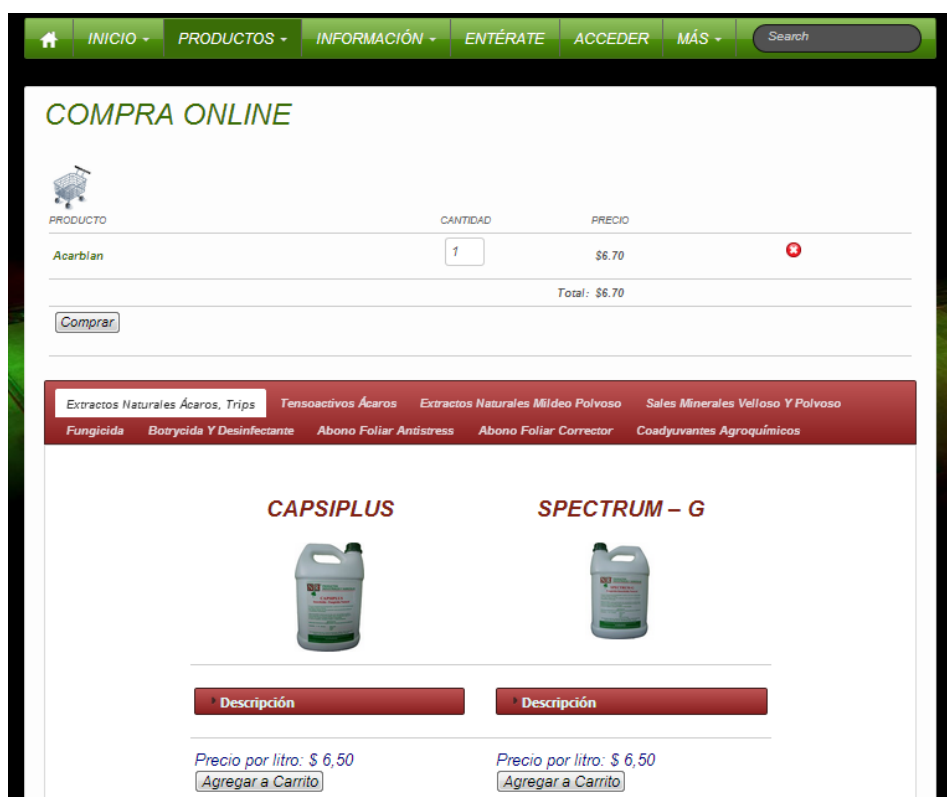 INICIO PRODUCTOS INFORMACIÓN ENTÉRATE ACCEDER MÁS Search
COMPRA ONLINE
PRODUCTO CANTIDAD PRECIO
Acarbian 1 $6.70
Total: $6.70
Comprar
Extractos Naturales Ácaros, Trips Tensoactivos Ácaros Extractos Naturales Mildeo Polvoso Sales Minerales Velloso Y Polvoso
Fungicida Botrycida Y Desinfectante Abono Foliar Antistress Abono Foliar Corrector Coadyuvantes Agroquímicos
CAPSIPLUS SPECTRUM – G
Descripción Descripción
Precio por litro: $ 6,50 Precio por litro: $ 6,50
Agregar a Carrito Agregar a Carrito